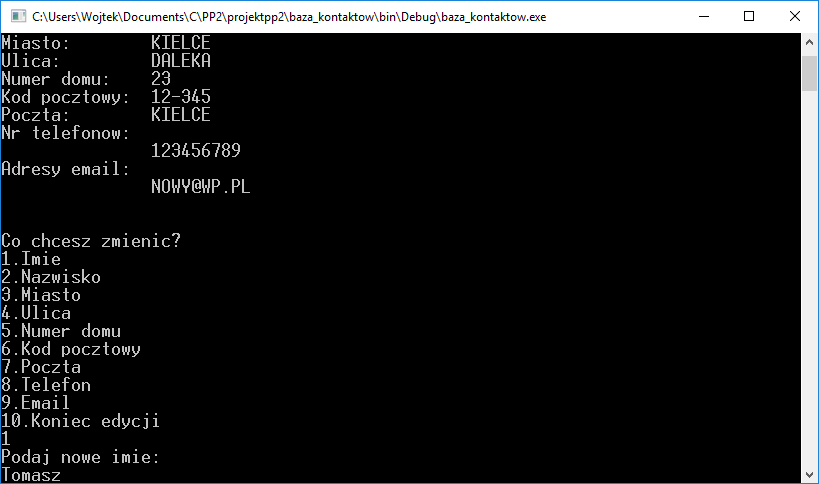 C:\Users\Wojtek\Documents\C\PP2\projektpp2\baza_kontaktow\bin\Debug\baza_kontaktow.exe
Miasto: KIELCE
Ulica: DALEKA
Numer domu: 23
Kod pocztowy: 12-345
Poczta: KIELCE
Nr telefonow:
123456789
Adresy email:
NOWY@WP.PL
Co chcesz zmienic?
1.Imie
2.Nazwisko
3.Miasto
4.Ulica
5.Numer domu
6.Kod pocztowy
7.Poczta
8.Telefon
9.Email
10.Koniec edycji
1
Podaj nowe imie:
Tomasz